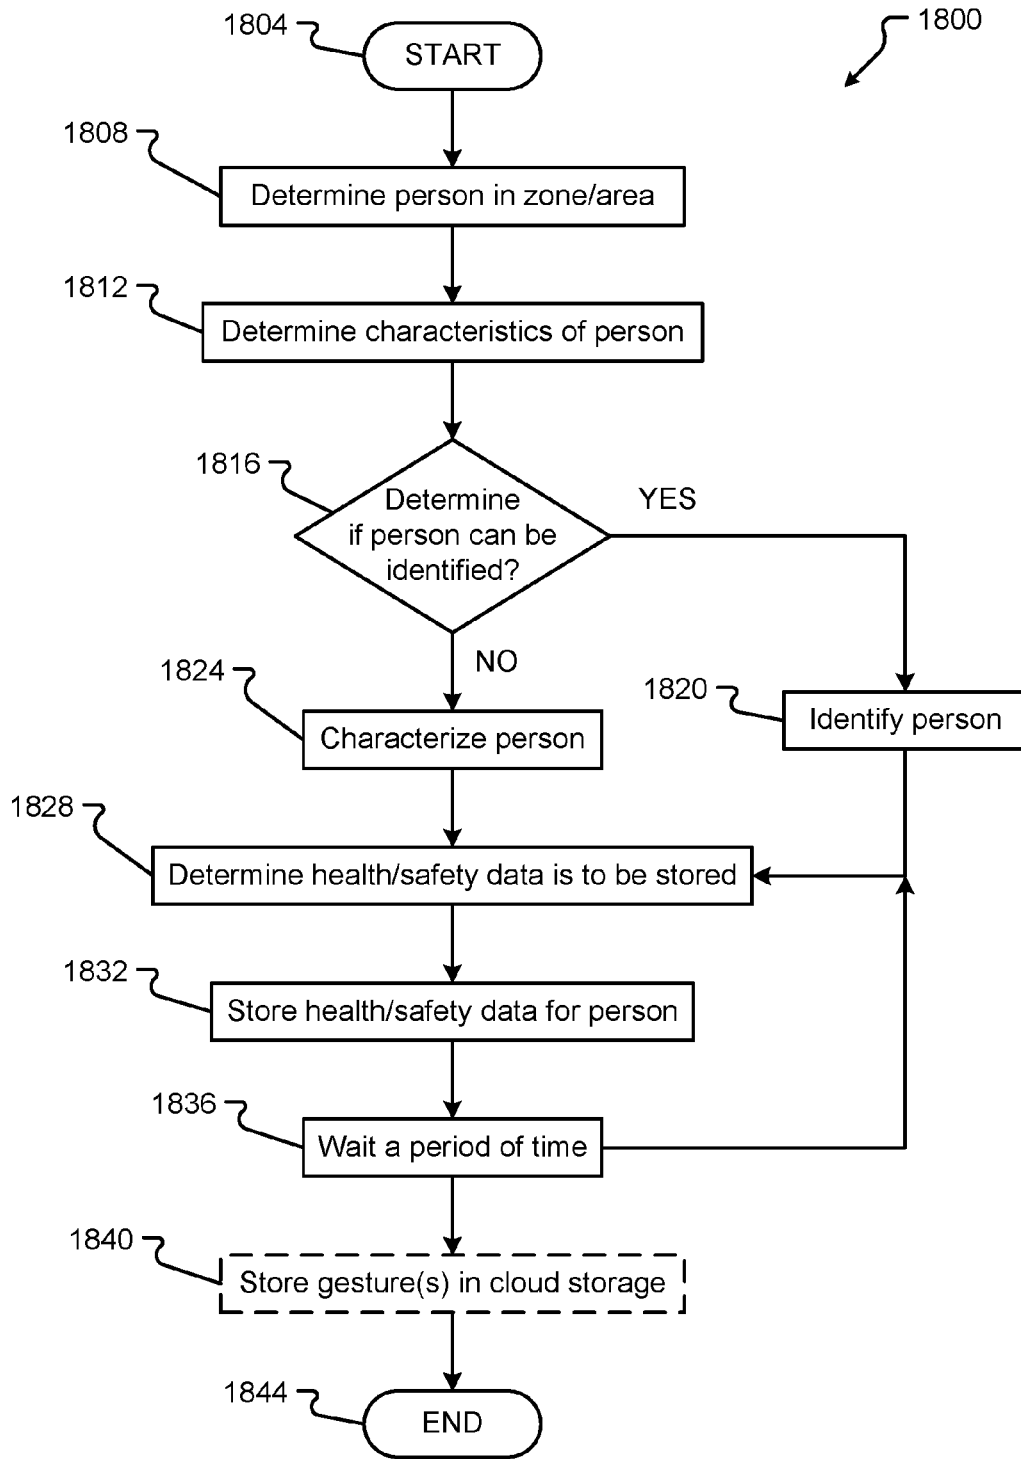 1804
START
1800
1808
Determine person in zone/area
1812
Determine characteristics of person
1816
Determine
if person can be
identified?
YES
NO
1824
Characterize person
1820
Identify person
1828
Determine health/safety data is to be stored
1832
Store health/safety data for person
1836
Wait a period of time
1840
Store gesture(s) in cloud storage
1844
END